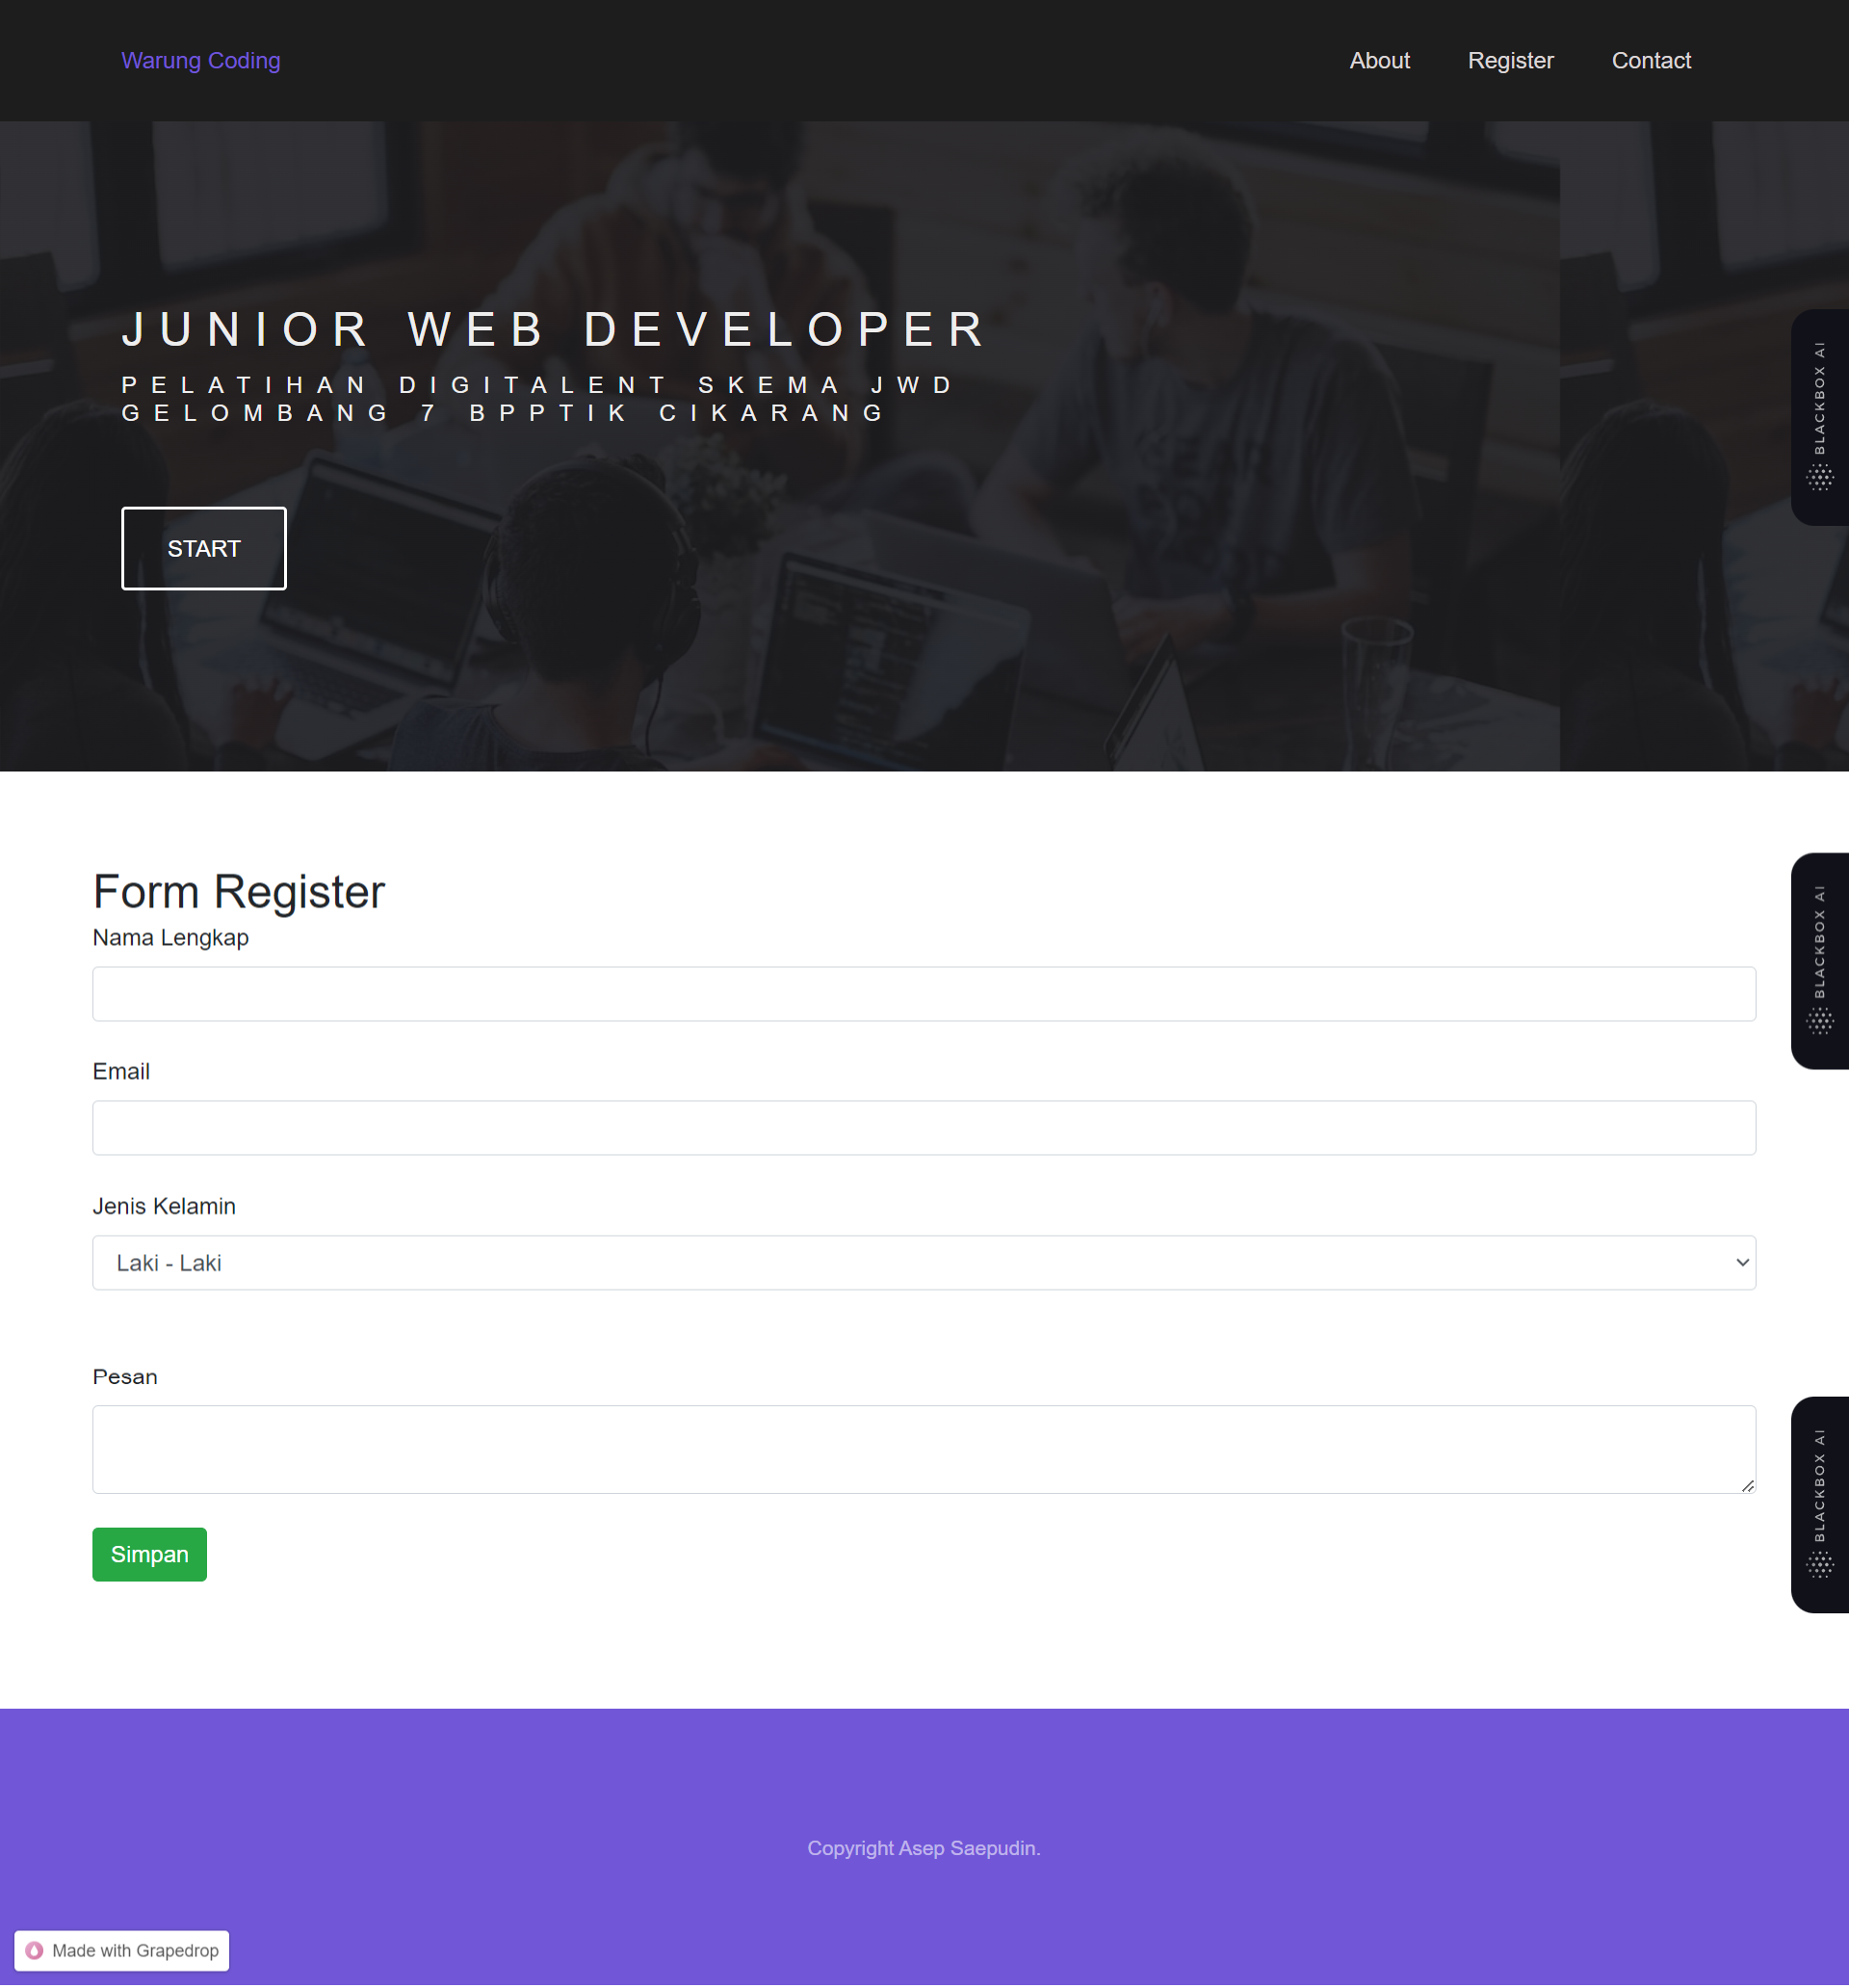 Warung Coding
About
Register
Contact
JUNIOR WEB DEVELOPER
PELATIHAN DIGITALENT SKEMA JWD
GELOMBANG 7 BPPTIK CIKARANG
START
BLACKBOX AI
Form Register
Nama Lengkap
BLACKBOX AI
Email
Jenis Kelamin
Laki - Laki
Pesan
BLACKBOX AI
Simpan
Copyright Asep Saepudin.
Made with Grapedrop